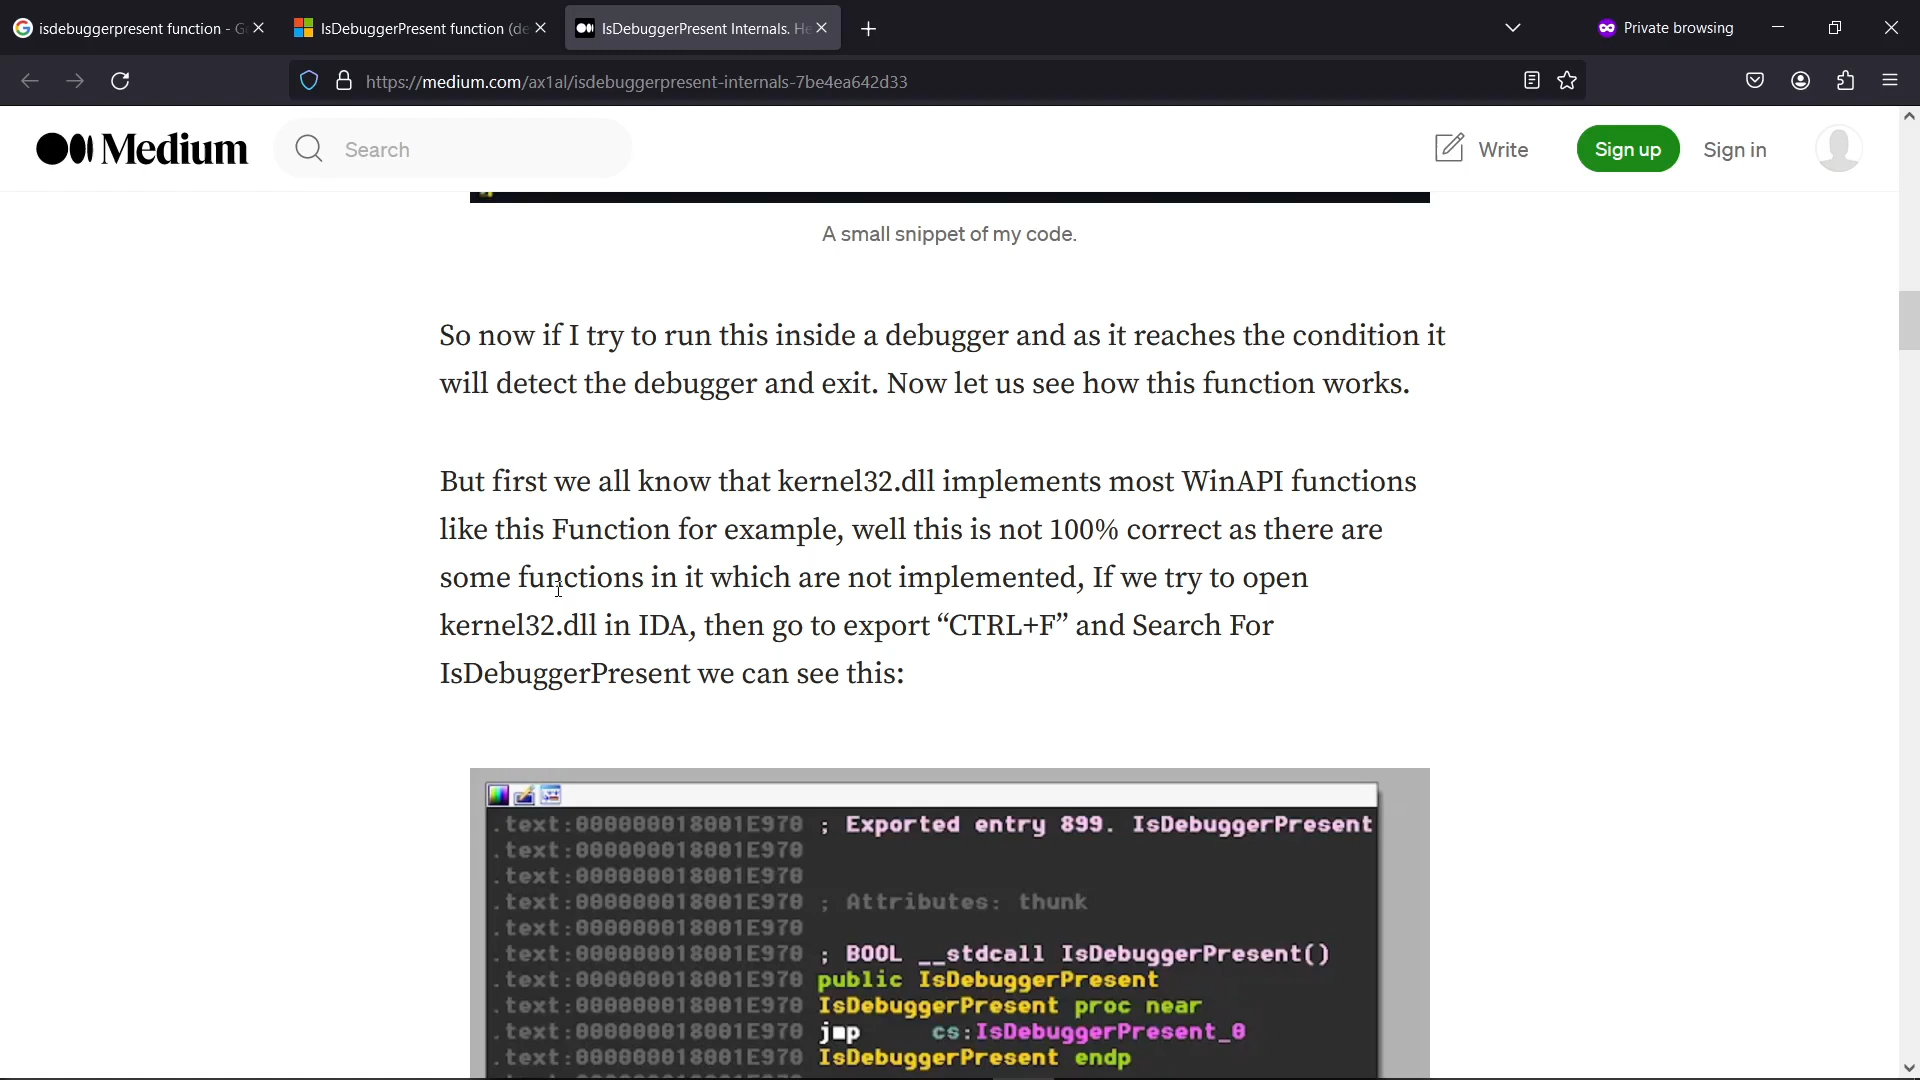 isdebuggerpresent function - G
IsDebuggerPresent function (de
IsDebuggerPresent Internals. He
Private browsing
https://medium.com/ax1al/isdebuggerpresent-internals-7be4ea642d33
Medium
Search
Write
Sign up
Sign in
A small snippet of my code.
So now if I try to run this inside a debugger and as it reaches the condition it
will detect the debugger and exit. Now let us see how this function works.
But first we all know that kernel32.dll implements most WinAPI functions
like this Function for example, well this is not 100% correct as there are
some functions in it which are not implemented, If we try to open
kernel32.dll in IDA, then go to export “CTRL+F” and Search For
IsDebuggerPresent we can see this:
.text:000000018001E970 ; Exported entry 899. IsDebuggerPresent
.text:000000018001E970
.text:000000018001E970
.text:000000018001E970 ; Attributes: thunk
.text:000000018001E970
.text:000000018001E970 ; BOOL __stdcall IsDebuggerPresent()
.text:000000018001E970 public IsDebuggerPresent
.text:000000018001E970 IsDebuggerPresent proc near
.text:000000018001E970 jmp cs:IsDebuggerPresent_0
.text:000000018001E970 IsDebuggerPresent endp